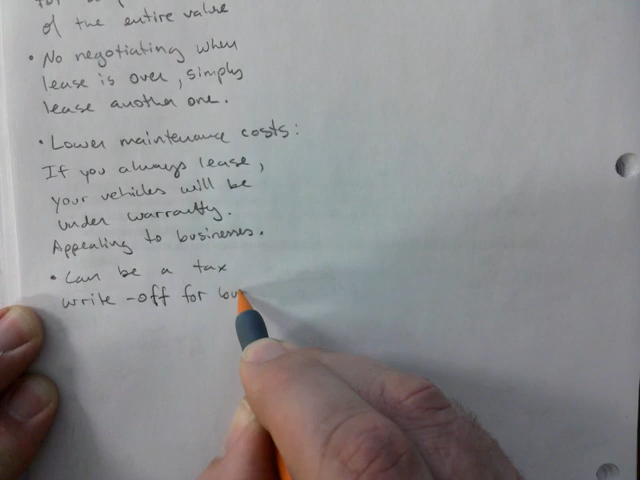 of the entire value
• No negotiating when
lease is over, simply
lease another one.
• Lower maintenance costs:
If you always lease,
your vehicles will be
under warranty.
Appealing to businesses.
• Can be a tax
write-off for bu